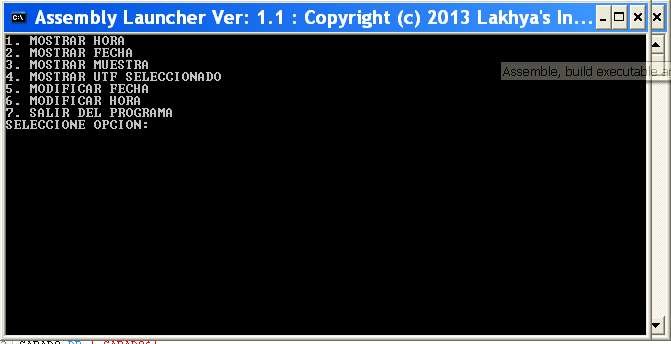 Assembly Launcher Ver: 1.1 : Copyright (c) 2013 Lakhya's In...
1. MOSTRAR HORA
2. MOSTRAR FECHA
3. MOSTRAR MUESTRA
4. MOSTRAR UTF SELECCIONADO
Assemble, build executable an
5. MODIFICAR FECHA
6. MODIFICAR HORA
7. SALIR DEL PROGRAMA
SELECCIONE OPCION: